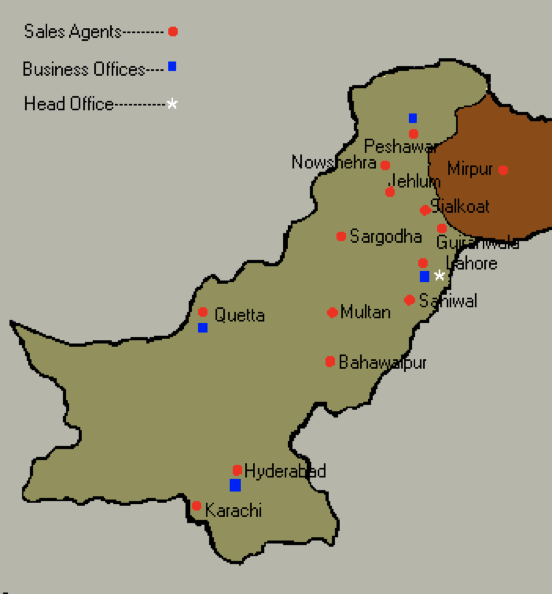 Sales Agents--------
Business Offices---
Head Office----------
Peshawar
Nowshehra
Mirpur
Jehlum
Sialkoat
Sargodha
Gujranwala
Lahore
Sahiwal
Quetta
Multan
Bahawalpur
Hyderabad
Karachi